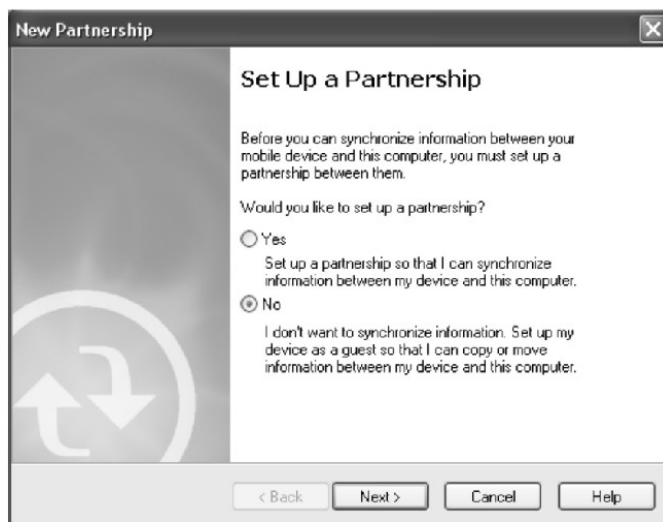 New Partnership
Set Up a Partnership
Before you can synchronize information between your
mobile device and this computer, you must set up a
partnership between them.
Would you like to set up a partnership?
Yes
Set up a partnership so that I can synchronize
information between my device and this computer.
No
I don't want to synchronize information. Set up my
device as a guest so that I can copy or move
information between my device and this computer.
< Back Next > Cancel Help